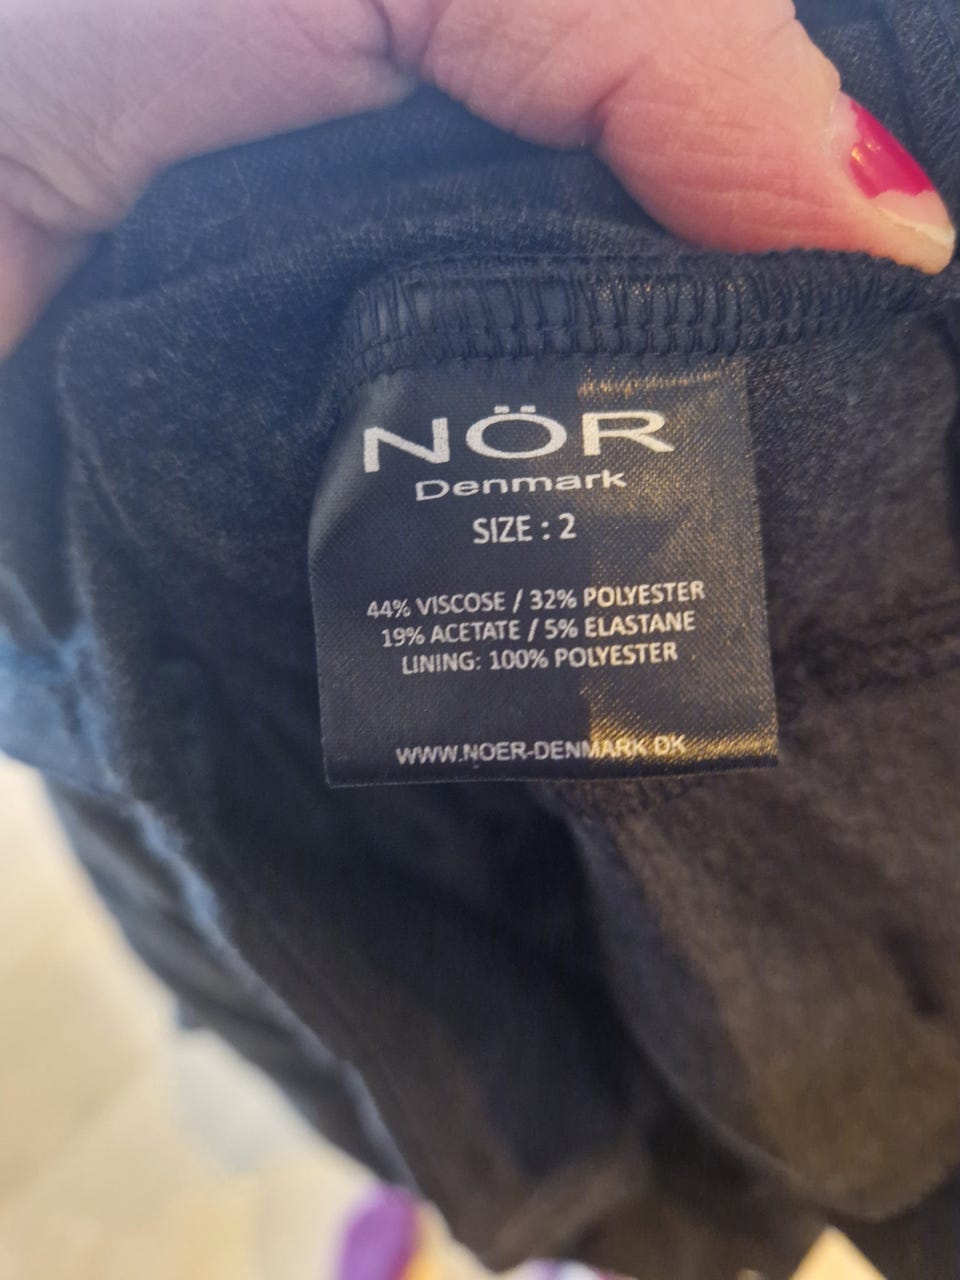 NÖR
Denmark
SIZE : 2
44% VISCOSE / 32% POLYESTER
19% ACETATE / 5% ELASTANE
LINING: 100% POLYESTER
WWW.NOER-DENMARK.DK